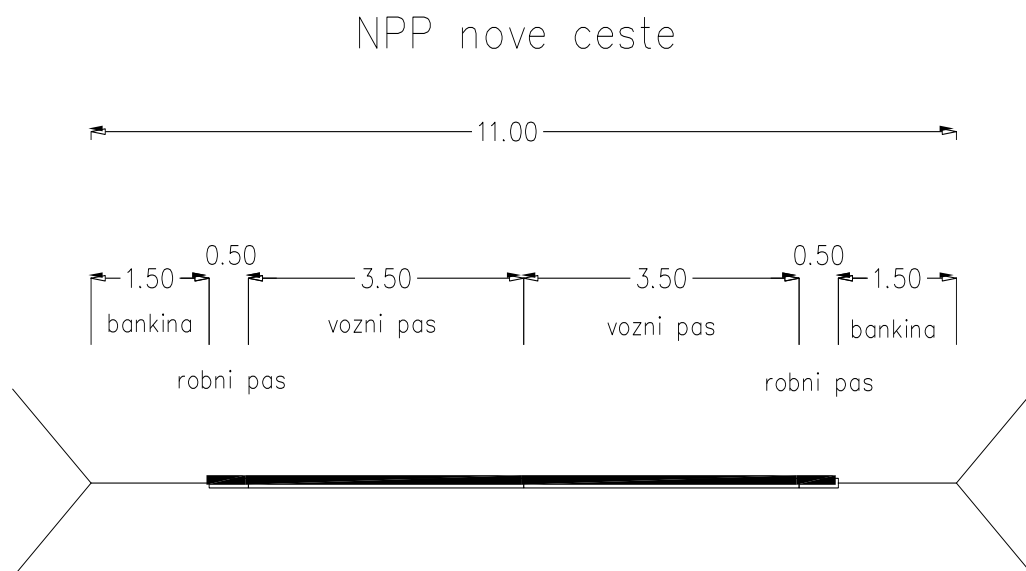 NPP nove ceste
11.00
0.50 0.50
1.50 3.50 3.50 1.50
bankina vozni pas vozni pas bankina
robni pas robni pas